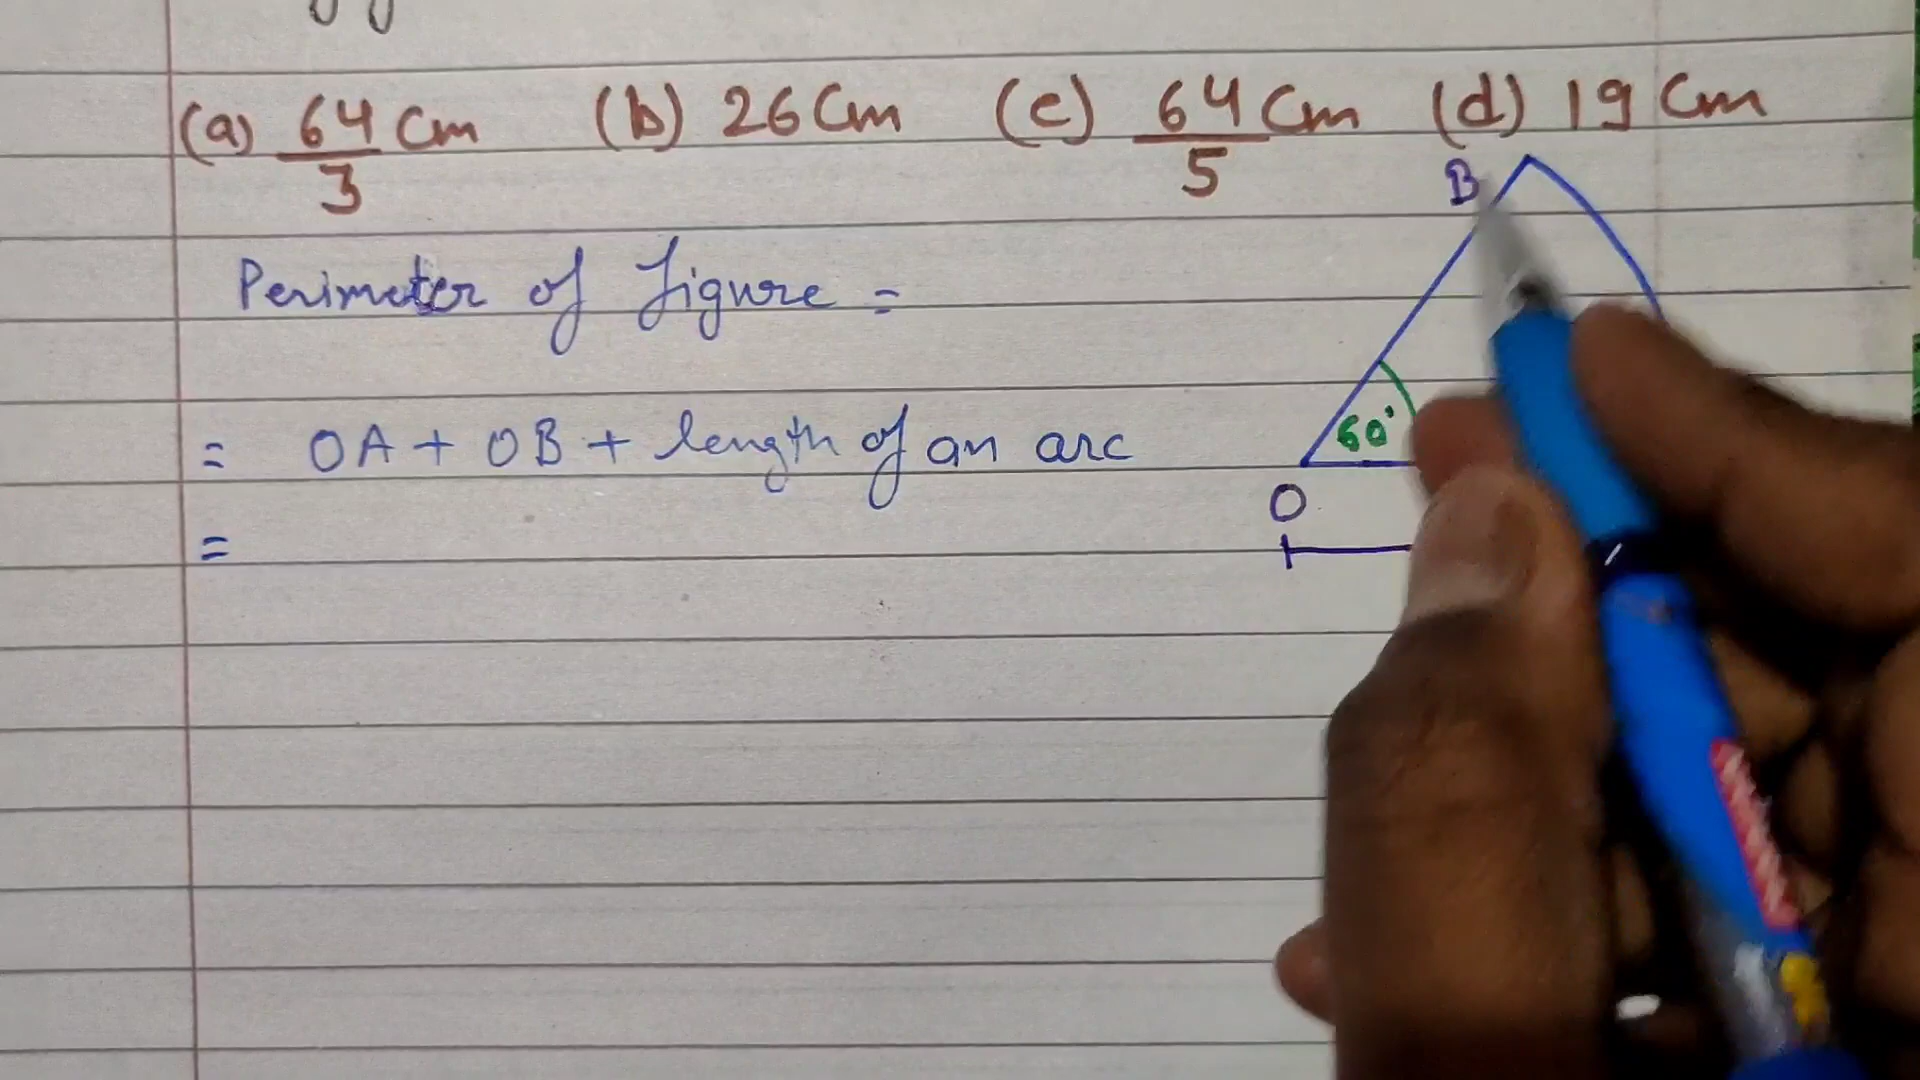 (a) 64/3 Cm (b) 26 Cm (c) 64/5 Cm (d) 19 Cm
B
Perimeter of figure =
60°
= OA + OB + length of an arc
O
=